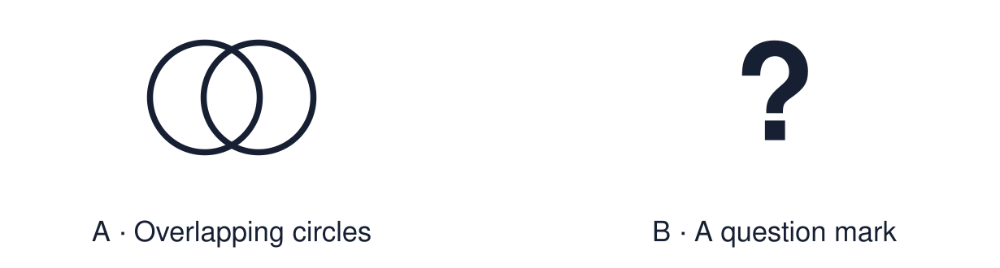 ?
A · Overlapping circles
B · A question mark